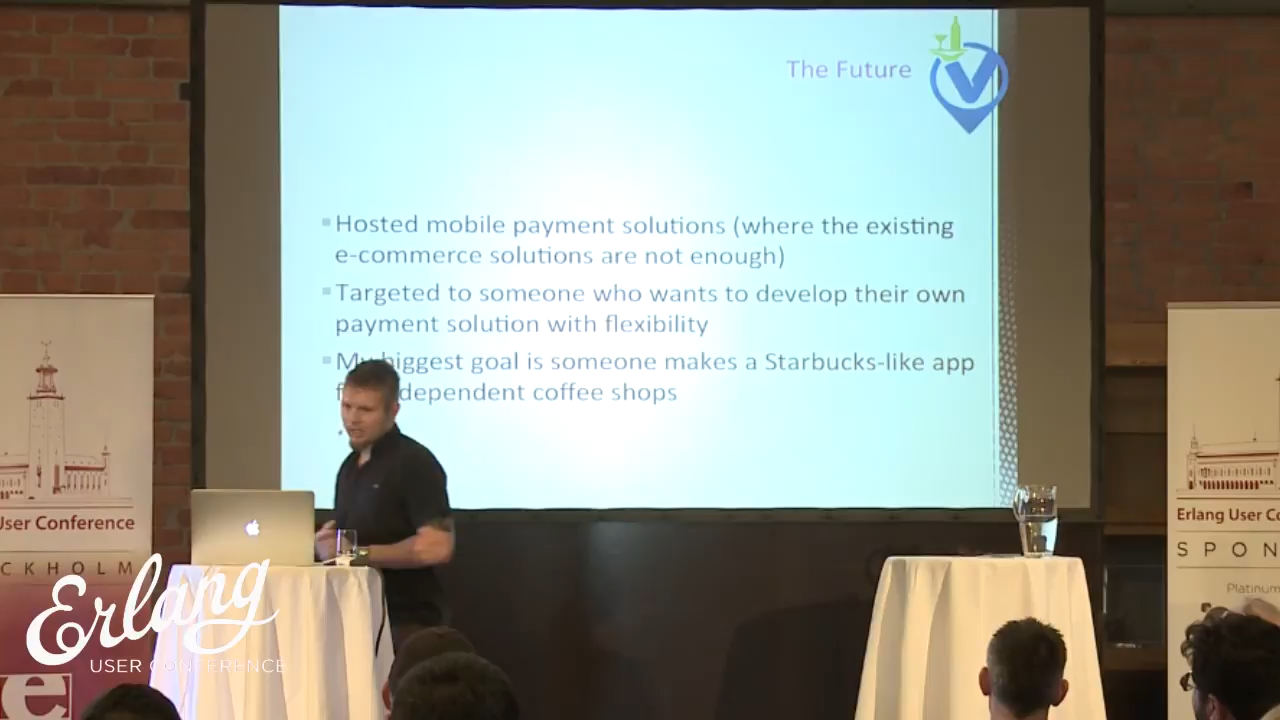 The Future
Hosted mobile payment solutions (where the existing
e-commerce solutions are not enough)
Targeted to someone who wants to develop their own
payment solution with flexibility
My biggest goal is someone makes a Starbucks-like app
dependent coffee shops
User Conference
CKHOLM
Erlang
USER CONFERENCE
e
Erlang User Co
SPON
Platinum